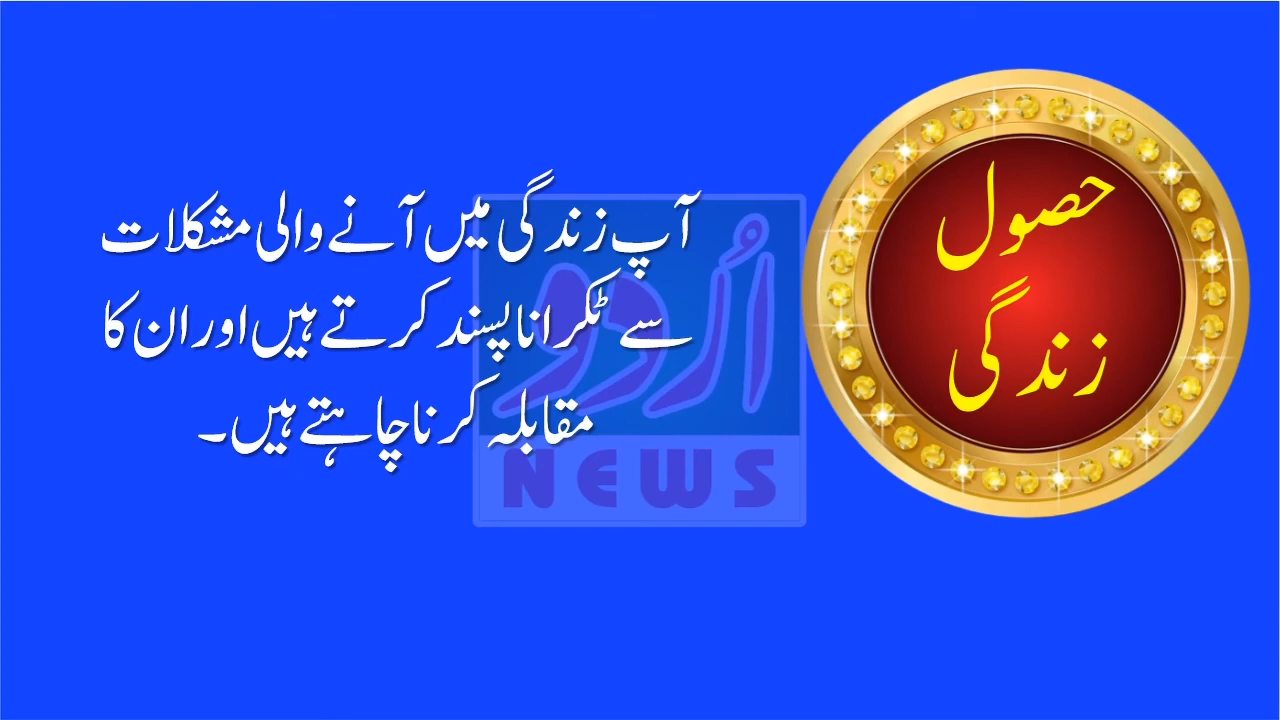 حصول
زندگی
آپ زندگی میں آنے والی مشکلات
سے ٹکرانا پسند کرتے ہیں اور ان کا
مقابلہ کرنا چاہتے ہیں۔
اُردو
NEWS